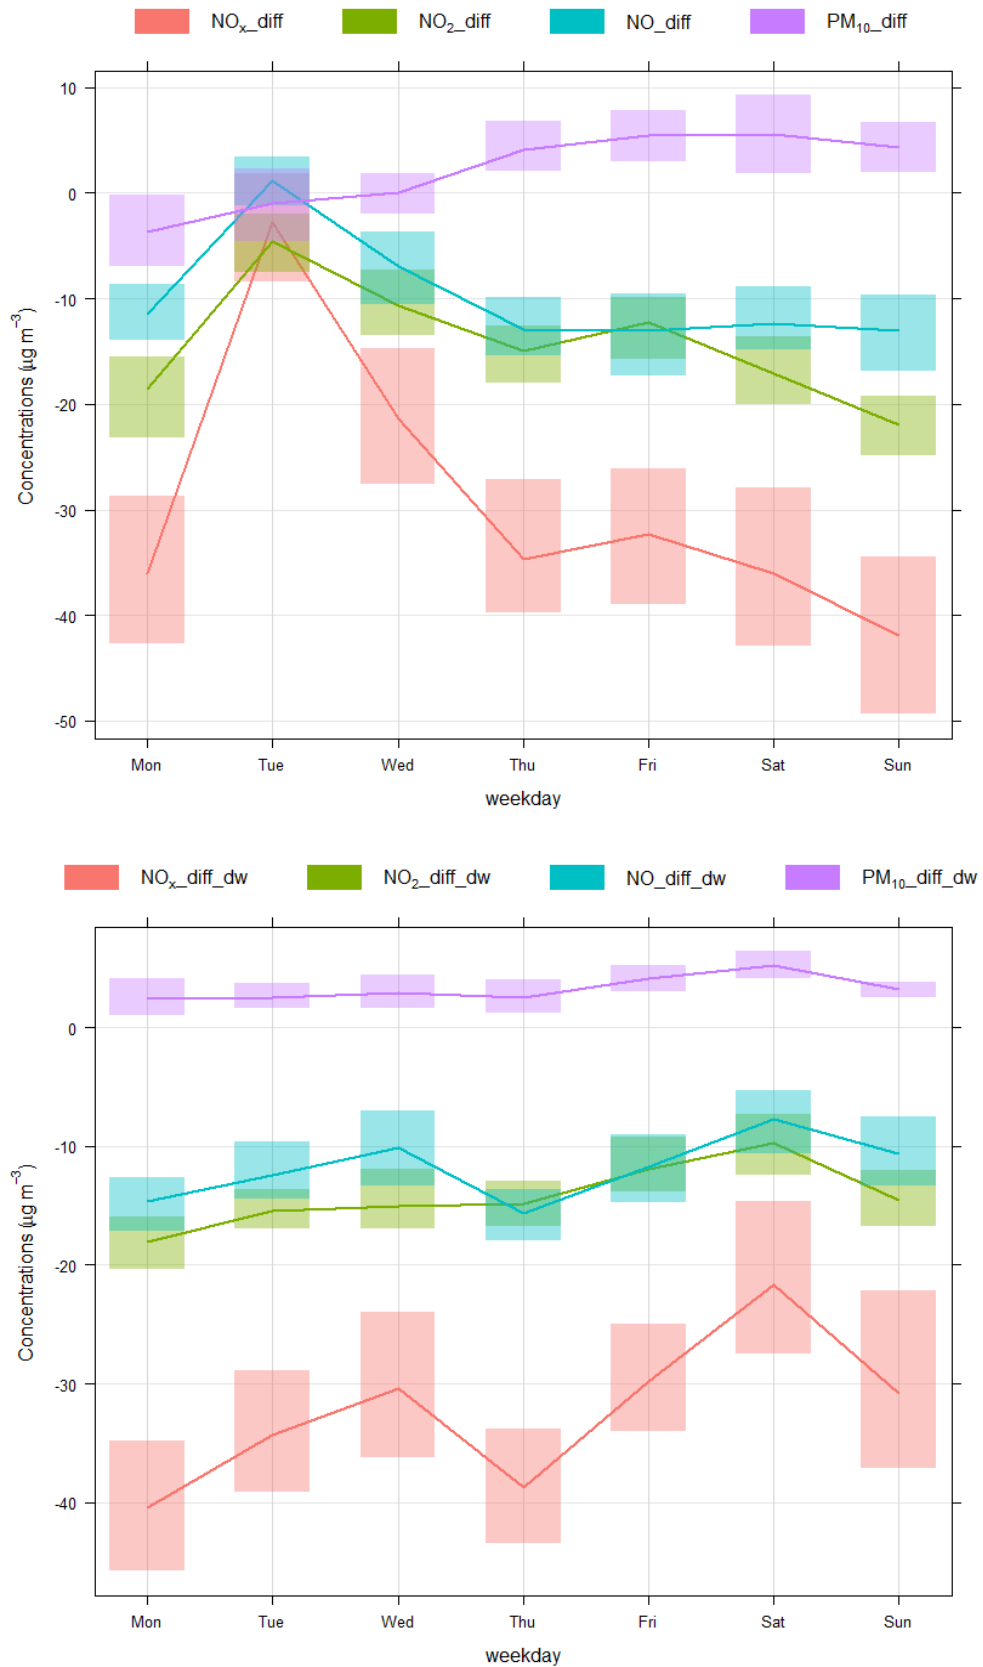 NOₓ_diff NO₂_diff NO_diff PM₁₀_diff
10
0
-10
-20
-30
-40
-50
Concentrations (µg m⁻³)
Mon Tue Wed Thu Fri Sat Sun
weekday
NOₓ_diff_dw NO₂_diff_dw NO_diff_dw PM₁₀_diff_dw
0
-10
-20
-30
-40
Concentrations (µg m⁻³)
Mon Tue Wed Thu Fri Sat Sun
weekday